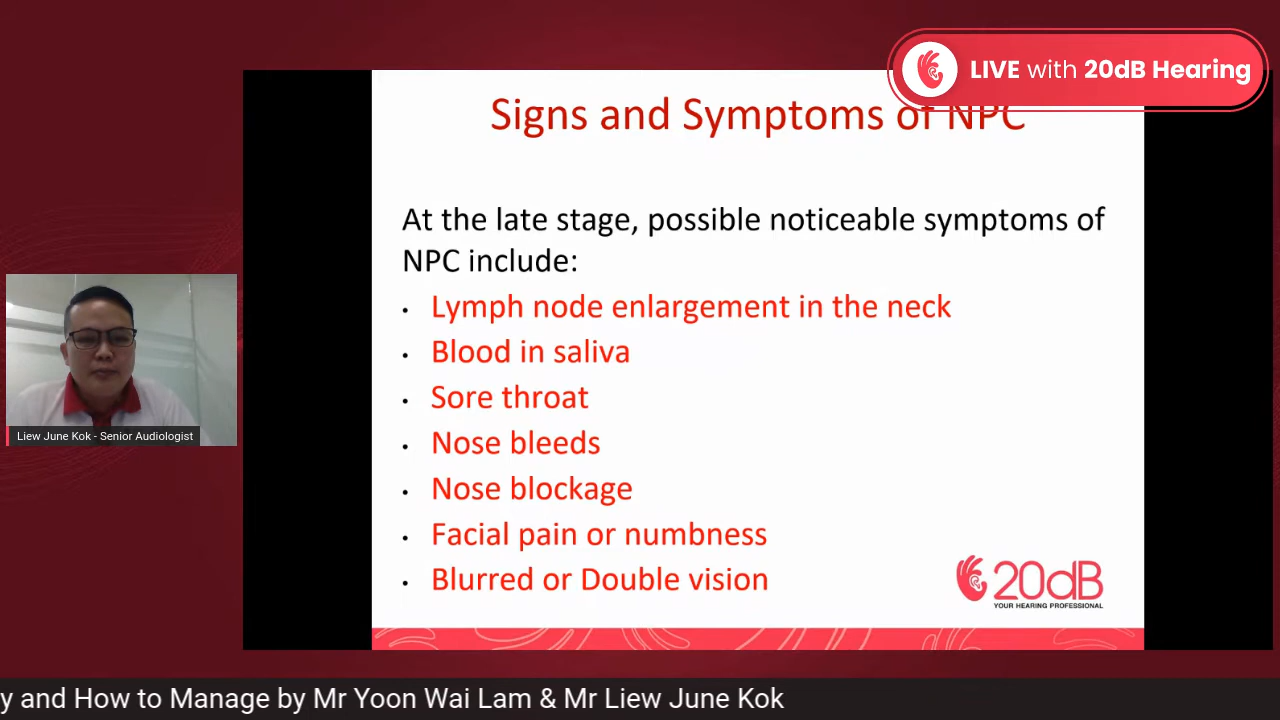 LIVE with 20dB Hearing
Signs and Symptoms of NPC
At the late stage, possible noticeable symptoms of
NPC include:
• Lymph node enlargement in the neck
• Blood in saliva
• Sore throat
• Nose bleeds
• Nose blockage
• Facial pain or numbness
• Blurred or Double vision
20dB
YOUR HEARING PROFESSIONAL
Liew June Kok - Senior Audiologist
y and How to Manage by Mr Yoon Wai Lam & Mr Liew June Kok